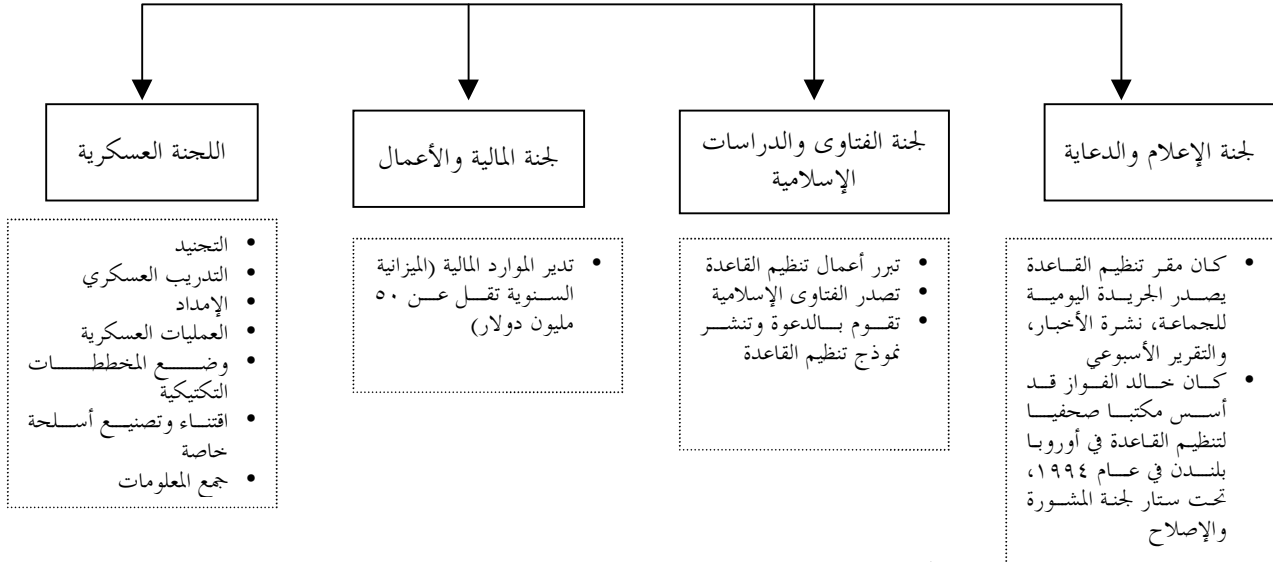 لجنة الإعلام والدعاية
• كان مقر تنظيم القاعدة
يصدر الجريدة اليومية
للجماعة، نشرة الأخبار،
والتقرير الأسبوعي
• كان خالد الفواز قد
أسس مكتبا صحفيا
لتنظيم القاعدة في أوروبا
بلندن في عام ١٩٩٤،
تحت ستار لجنة المشورة
والإصلاح
لجنة الفتاوى والدراسات
الإسلامية
• تبرر أعمال تنظيم القاعدة
• تصدر الفتاوى الإسلامية
• تقوم بالدعوة وتنشر
نموذج تنظيم القاعدة
لجنة المالية والأعمال
• تدير الموارد المالية (الميزانية
السنوية تقل عن ٥٠
مليون دولار)
اللجنة العسكرية
• التجنيد
• التدريب العسكري
• الإمداد
• العمليات العسكرية
• وضع المخططات
التكتيكية
• اقتناء وتصنيع أسلحة
خاصة
• جمع المعلومات